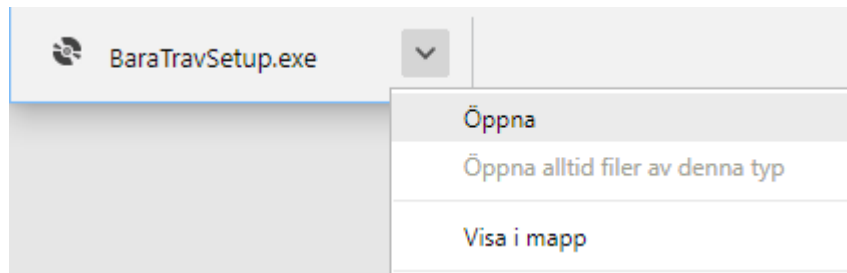 BaraTravSetup.exe
Öppna
Öppna alltid filer av denna typ
Visa i mapp